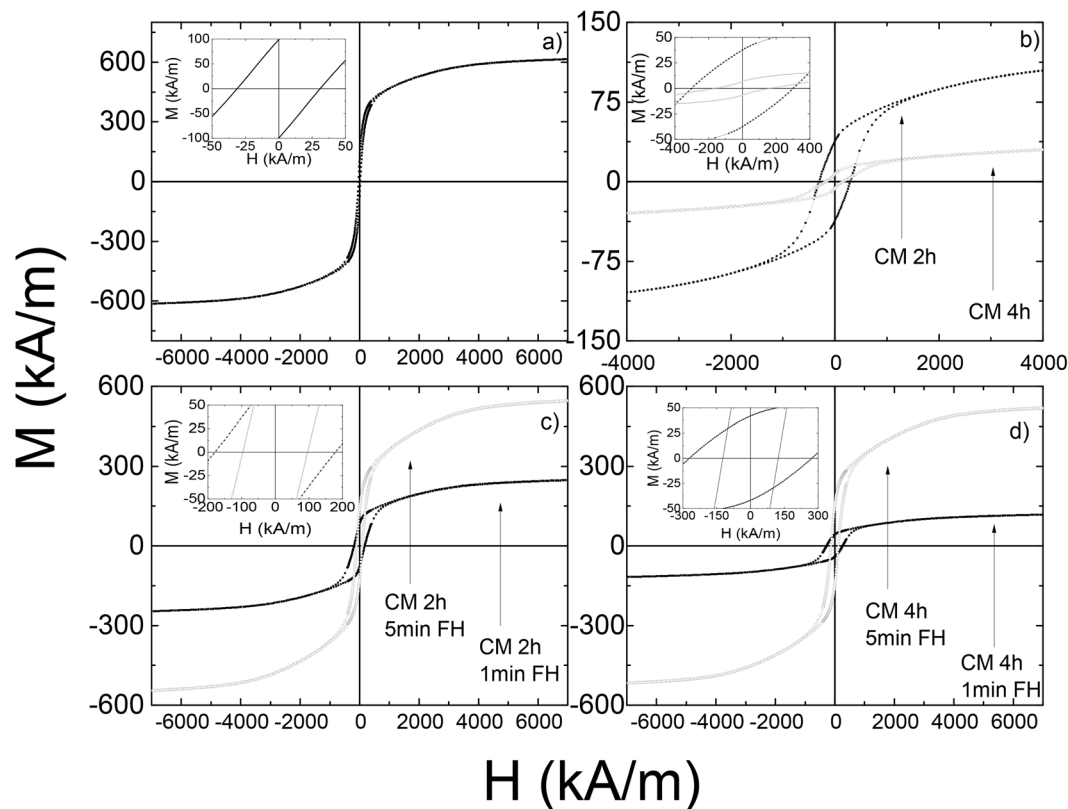 a)
600
300
0
-300
-600
-6000 -4000 -2000 0 2000 4000 6000
100
50
0
-50
-100
-50 -25 0 25 50
M (kA/m)
H (kA/m)
b)
150
75
0
-75
-150
-4000 -2000 0 2000 4000
50
25
0
-25
-50
-400 -200 0 200 400
M (kA/m)
H (kA/m)
CM 2h
CM 4h
c)
600
300
0
-300
-600
-6000 -4000 -2000 0 2000 4000 6000
50
25
0
-25
-50
-200 -100 0 100 200
M (kA/m)
H (kA/m)
CM 2h
5min FH
CM 2h
1min FH
d)
-6000 -4000 -2000 0 2000 4000 6000
50
25
0
-25
-50
-300 -150 0 150 300
M (kA/m)
H (kA/m)
CM 4h
5min FH
CM 4h
1min FH
M (kA/m)
H (kA/m)